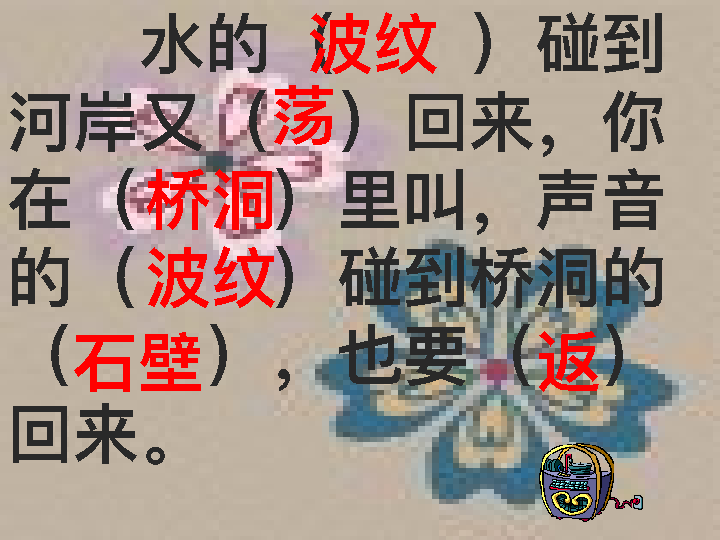 水的（波纹）碰到
河岸又（荡）回来，你
在（桥洞）里叫，声音
的（波纹）碰到桥洞的
（石壁），也要（返）
回来。